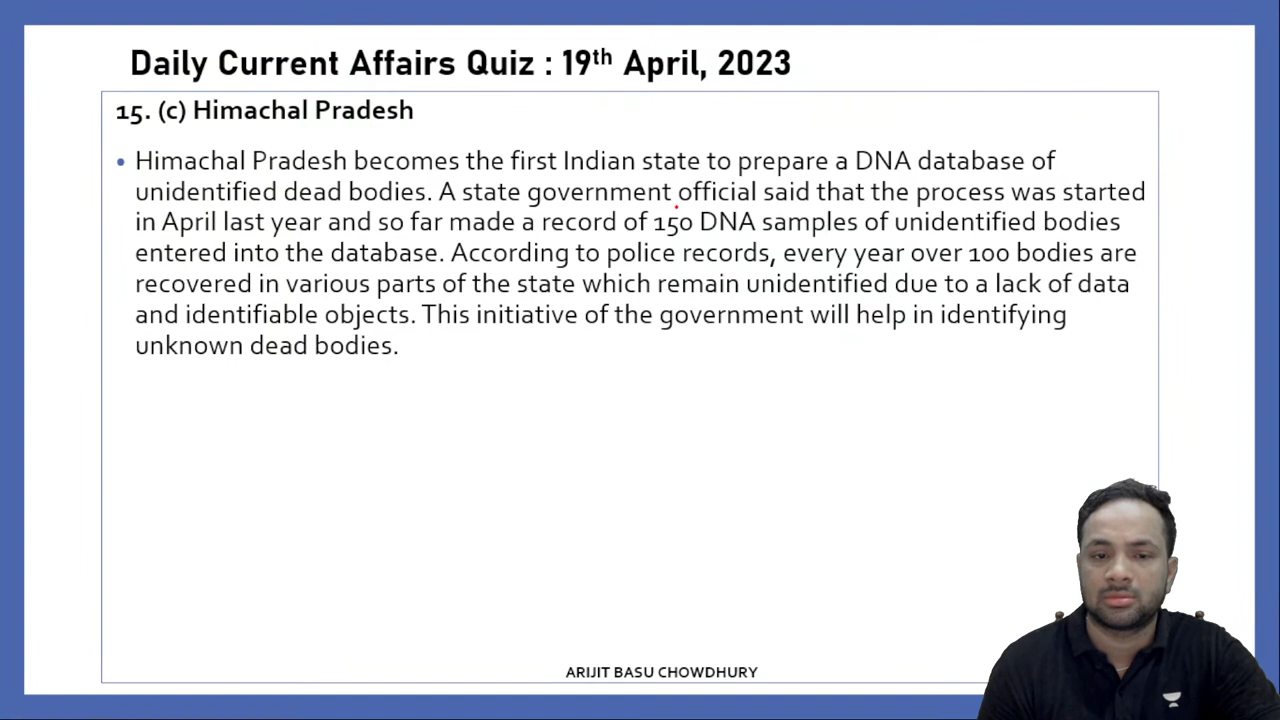 Daily Current Affairs Quiz : 19th April, 2023
15. (c) Himachal Pradesh
• Himachal Pradesh becomes the first Indian state to prepare a DNA database of
unidentified dead bodies. A state government official said that the process was started
in April last year and so far made a record of 150 DNA samples of unidentified bodies
entered into the database. According to police records, every year over 100 bodies are
recovered in various parts of the state which remain unidentified due to a lack of data
and identifiable objects. This initiative of the government will help in identifying
unknown dead bodies.
ARIJIT BASU CHOWDHURY